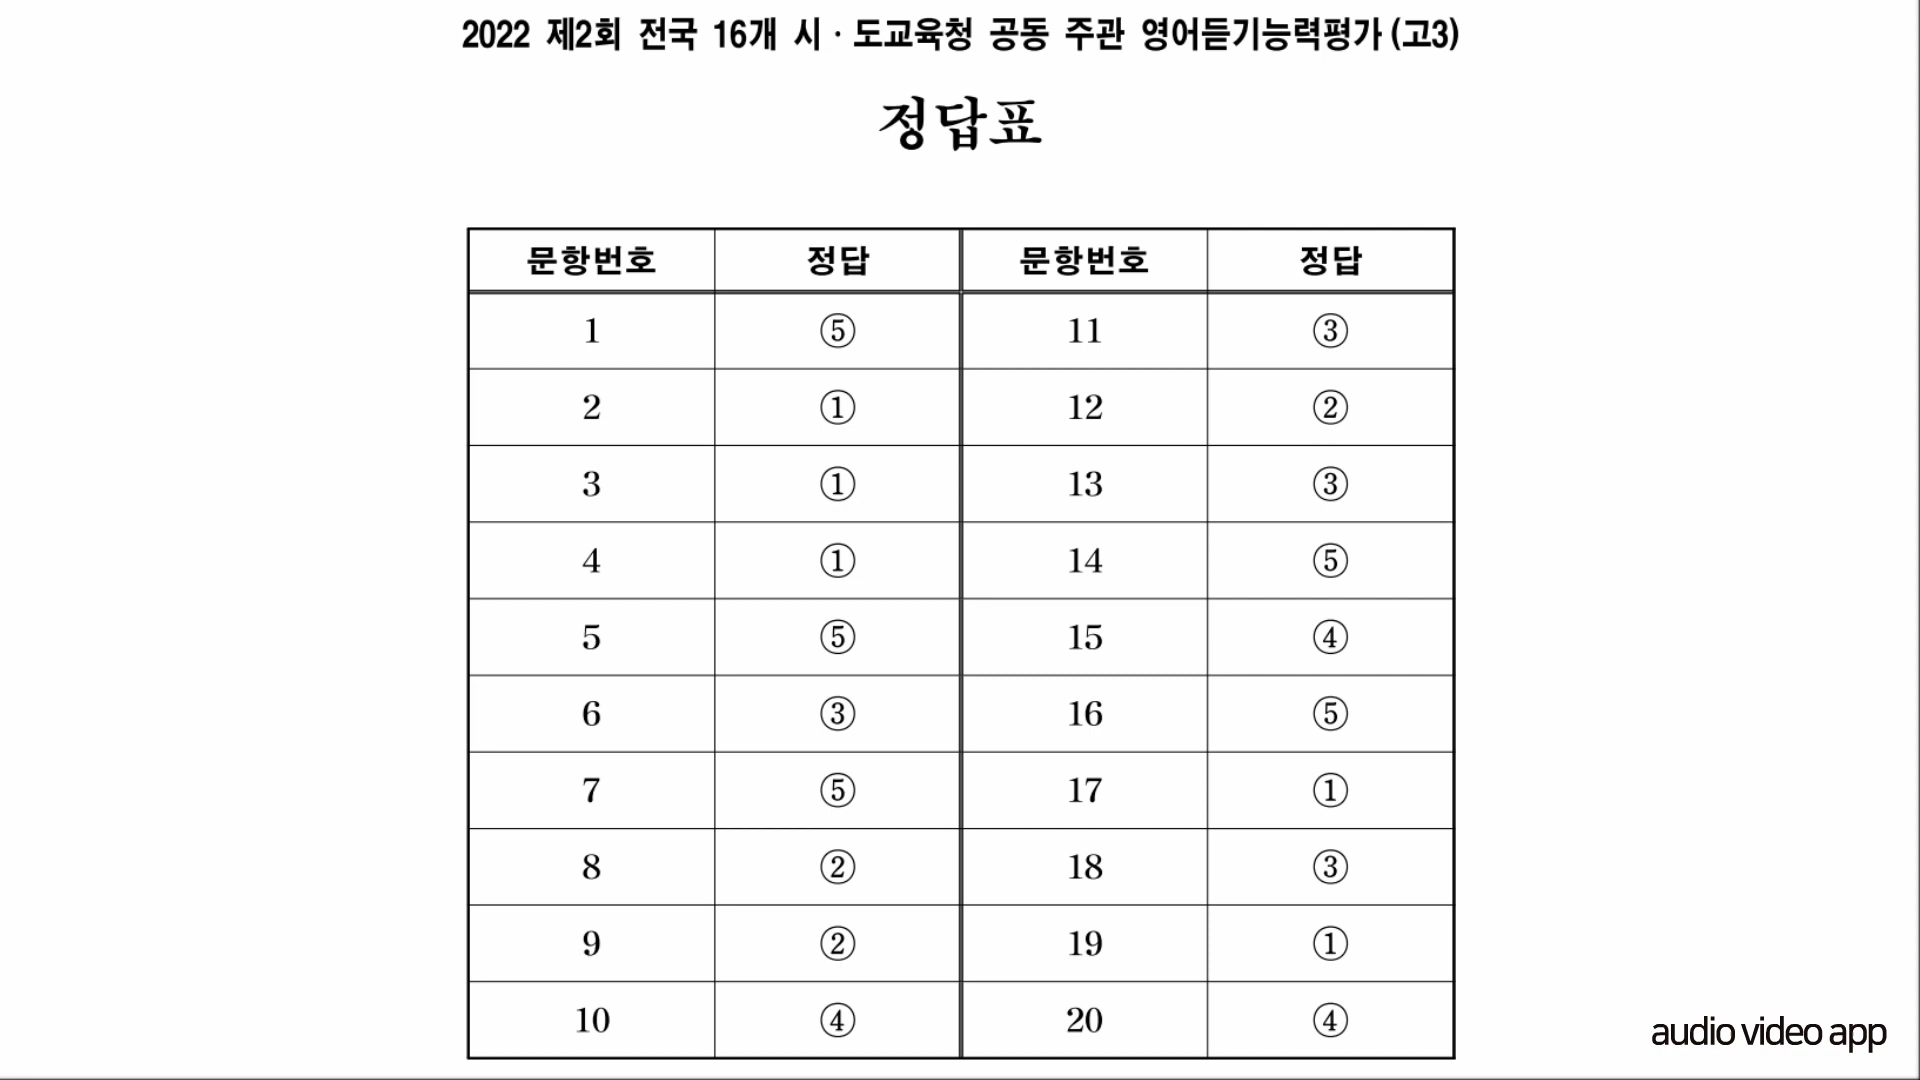 2022 제2회 전국 16개 시·도교육청 공동 주관 영어듣기능력평가(고3)
정답표
문항번호 정답 문항번호 정답
1 ⑤ 11 ③
2 ① 12 ②
3 ① 13 ③
4 ① 14 ⑤
5 ⑤ 15 ④
6 ③ 16 ⑤
7 ⑤ 17 ①
8 ② 18 ③
9 ② 19 ①
10 ④ 20 ④
audio video app